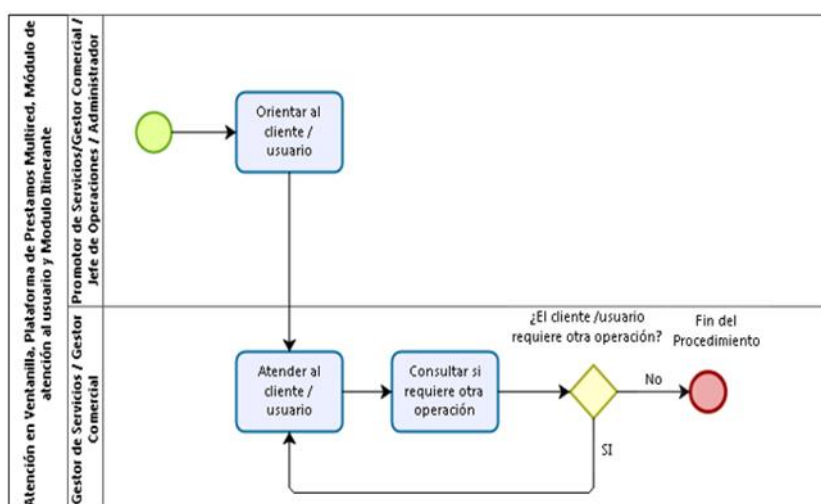 Atención en Ventanilla, Plataforma de Prestamos Multired, Módulo de
atención al usuario y Modulo Itinerante
Promotor de Servicios/Gestor Comercial /
Jefe de Operaciones / Administrador
Orientar al
cliente /
usuario
Gestor de Servicios / Gestor
Comercial
Atender al
cliente /
usuario
Consultar si
requiere otra
operación
¿El cliente /usuario
requiere otra operación?
No
SI
Fin del
Procedimiento